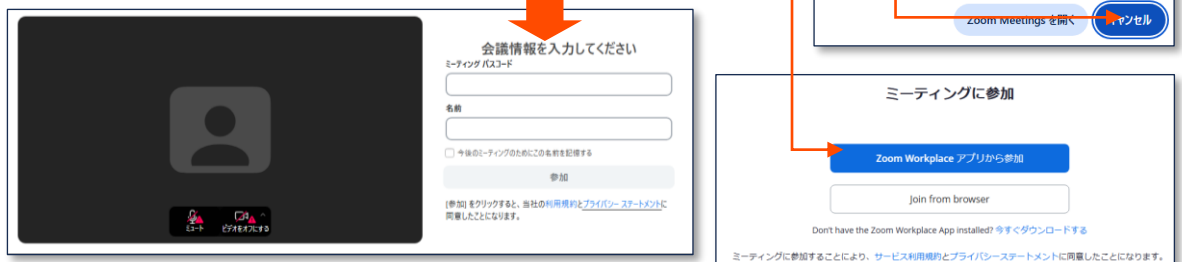 会議情報を入力してください
ミーティング パスコード
名前
今後のミーティングのためにこの名前を記憶する
参加
[参加] をクリックすると、当社の利用規約とプライバシー ステートメントに
同意したことになります。
ミュート
ビデオをオフにする
Zoom Meetings を開く
キャンセル
ミーティングに参加
Zoom Workplace アプリから参加
Join from browser
Don't have the Zoom Workplace App installed? 今すぐダウンロードする
ミーティングに参加することにより、サービス利用規約とプライバシーステートメントに同意したことになります。